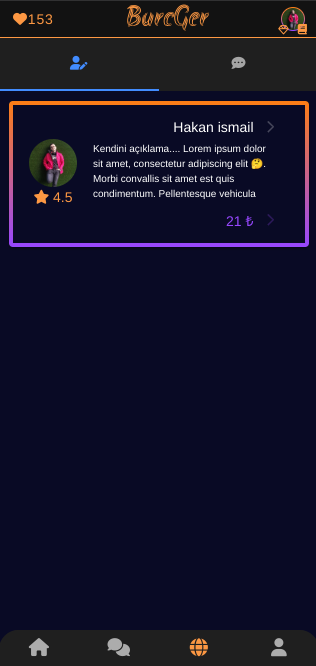 153
BurcGer
Hakan ismail
Kendini açıklama.... Lorem ipsum dolor
sit amet, consectetur adipiscing elit 🤔.
Morbi convallis sit amet est quis
condimentum. Pellentesque vehicula
4.5
21 ₺